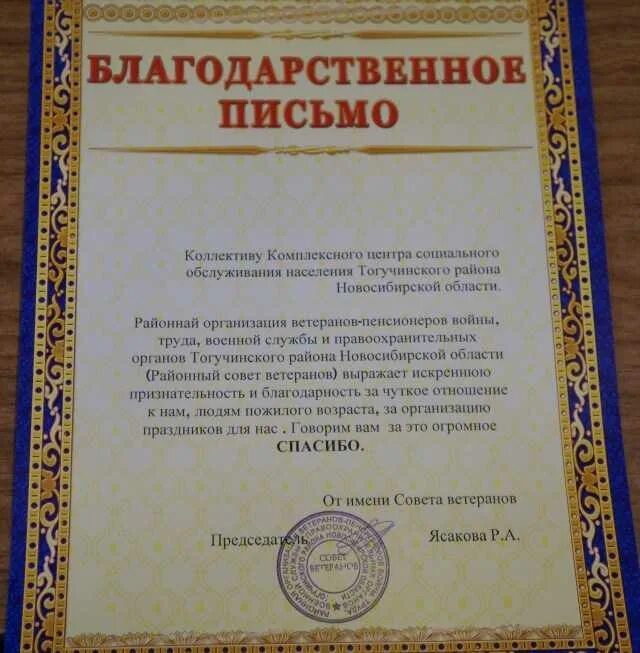 БЛАГОДАРСТВЕННОЕ
ПИСЬМО
Коллективу Комплексного центра социального
обслуживания населения Тогучинского района
Новосибирской области.
Районнай организация ветеранов-пенсионеров войны,
труда, военной службы и правоохранительных
органов Тогучинского района Новосибирской области
(Районный совет ветеранов) выражает искреннюю
признательность и благодарность за чуткое отношение
к нам, людям пожилого возраста, за организацию
праздников для нас . Говорим вам за это огромное
СПАСИБО.
От имени Совета ветеранов
Председатель Ясакова Р.А.
СОВЕТ
ВЕТЕРАНОВ